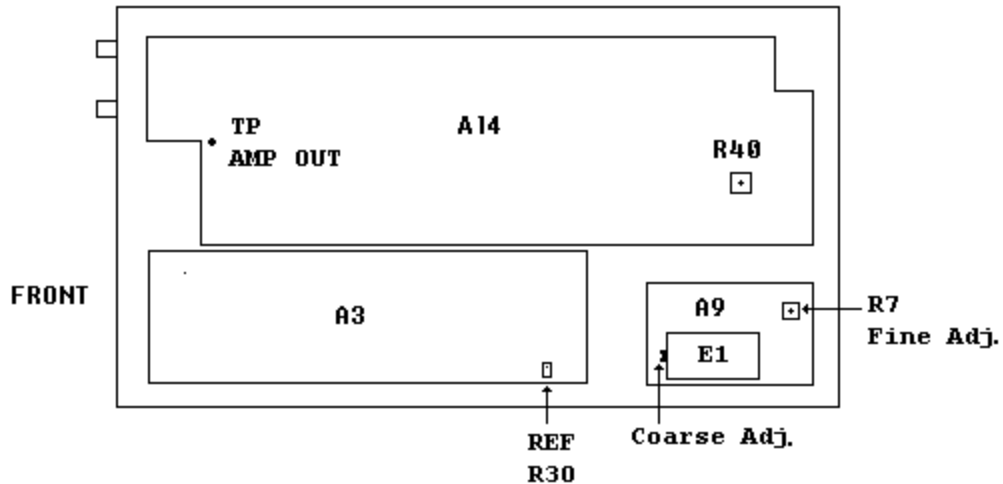 TP
AMP OUT
A14
R40
FRONT
A3
A9
R7
Fine Adj.
E1
REF
R30
Coarse Adj.